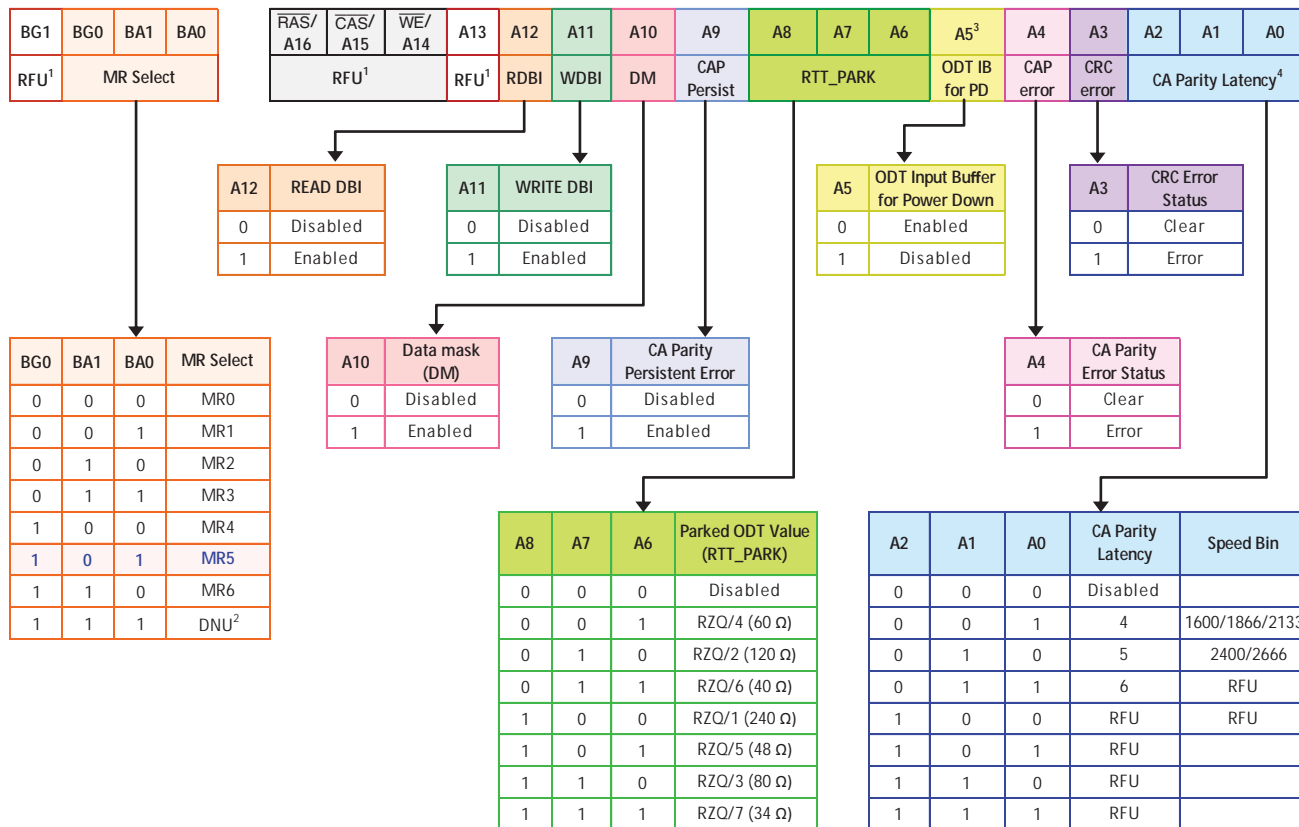 BG1 BG0 BA1 BA0 RAS/ A16 CAS/ A15 WE/ A14 A13 A12 A11 A10 A9 A8 A7 A6 A5³ A4 A3 A2 A1 A0
RFU¹ MR Select RFU¹ RFU¹ RDBI WDBI DM CAP Persist RTT_PARK ODT IB for PD CAP error CRC error CA Parity Latency⁴
A12 READ DBI
0 Disabled
1 Enabled
A11 WRITE DBI
0 Disabled
1 Enabled
A5 ODT Input Buffer for Power Down
0 Enabled
1 Disabled
A3 CRC Error Status
0 Clear
1 Error
BG0 BA1 BA0 MR Select
0 0 0 MR0
0 0 1 MR1
0 1 0 MR2
0 1 1 MR3
1 0 0 MR4
1 0 1 MR5
1 1 0 MR6
1 1 1 DNU²
A10 Data mask (DM)
0 Disabled
1 Enabled
A9 CA Parity Persistent Error
0 Disabled
1 Enabled
A4 CA Parity Error Status
0 Clear
1 Error
A8 A7 A6 Parked ODT Value (RTT_PARK)
0 0 0 Disabled
0 0 1 RZQ/4 (60 Ω)
0 1 0 RZQ/2 (120 Ω)
0 1 1 RZQ/6 (40 Ω)
1 0 0 RZQ/1 (240 Ω)
1 0 1 RZQ/5 (48 Ω)
1 1 0 RZQ/3 (80 Ω)
1 1 1 RZQ/7 (34 Ω)
A2 A1 A0 CA Parity Latency Speed Bin
0 0 0 Disabled
0 0 1 4 1600/1866/2133
0 1 0 5 2400/2666
0 1 1 6 RFU
1 0 0 RFU RFU
1 0 1 RFU
1 1 0 RFU
1 1 1 RFU